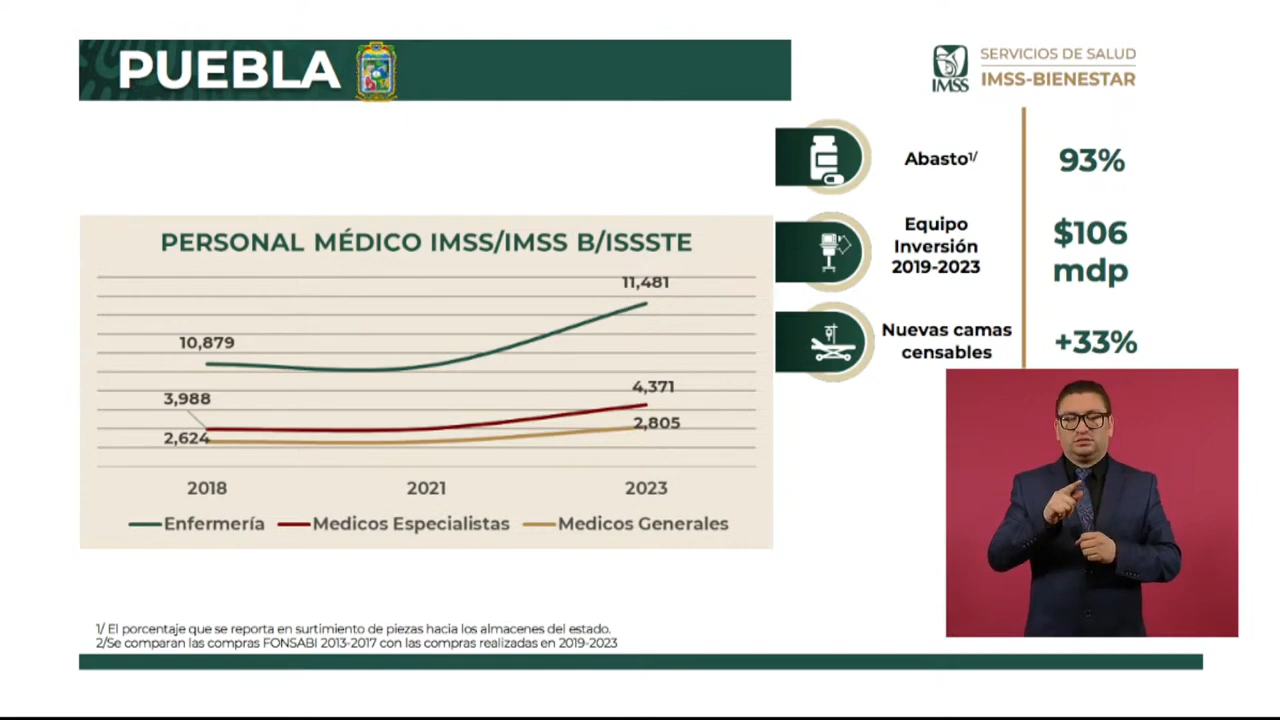 PUEBLA
IMSS
SERVICIOS DE SALUD
IMSS-BIENESTAR
Abasto1/
93%
Equipo
Inversión
2019-2023
$106
mdp
Nuevas camas
censables
+33%
PERSONAL MÉDICO IMSS/IMSS B/ISSSTE
11,481
10,879
4,371
3,988
2,805
2,624
2018
2021
2023
Enfermería
Medicos Especialistas
Medicos Generales
1/ El porcentaje que se reporta en surtimiento de piezas hacia los almacenes del estado.
2/Se comparan las compras FONSABI 2013-2017 con las compras realizadas en 2019-2023